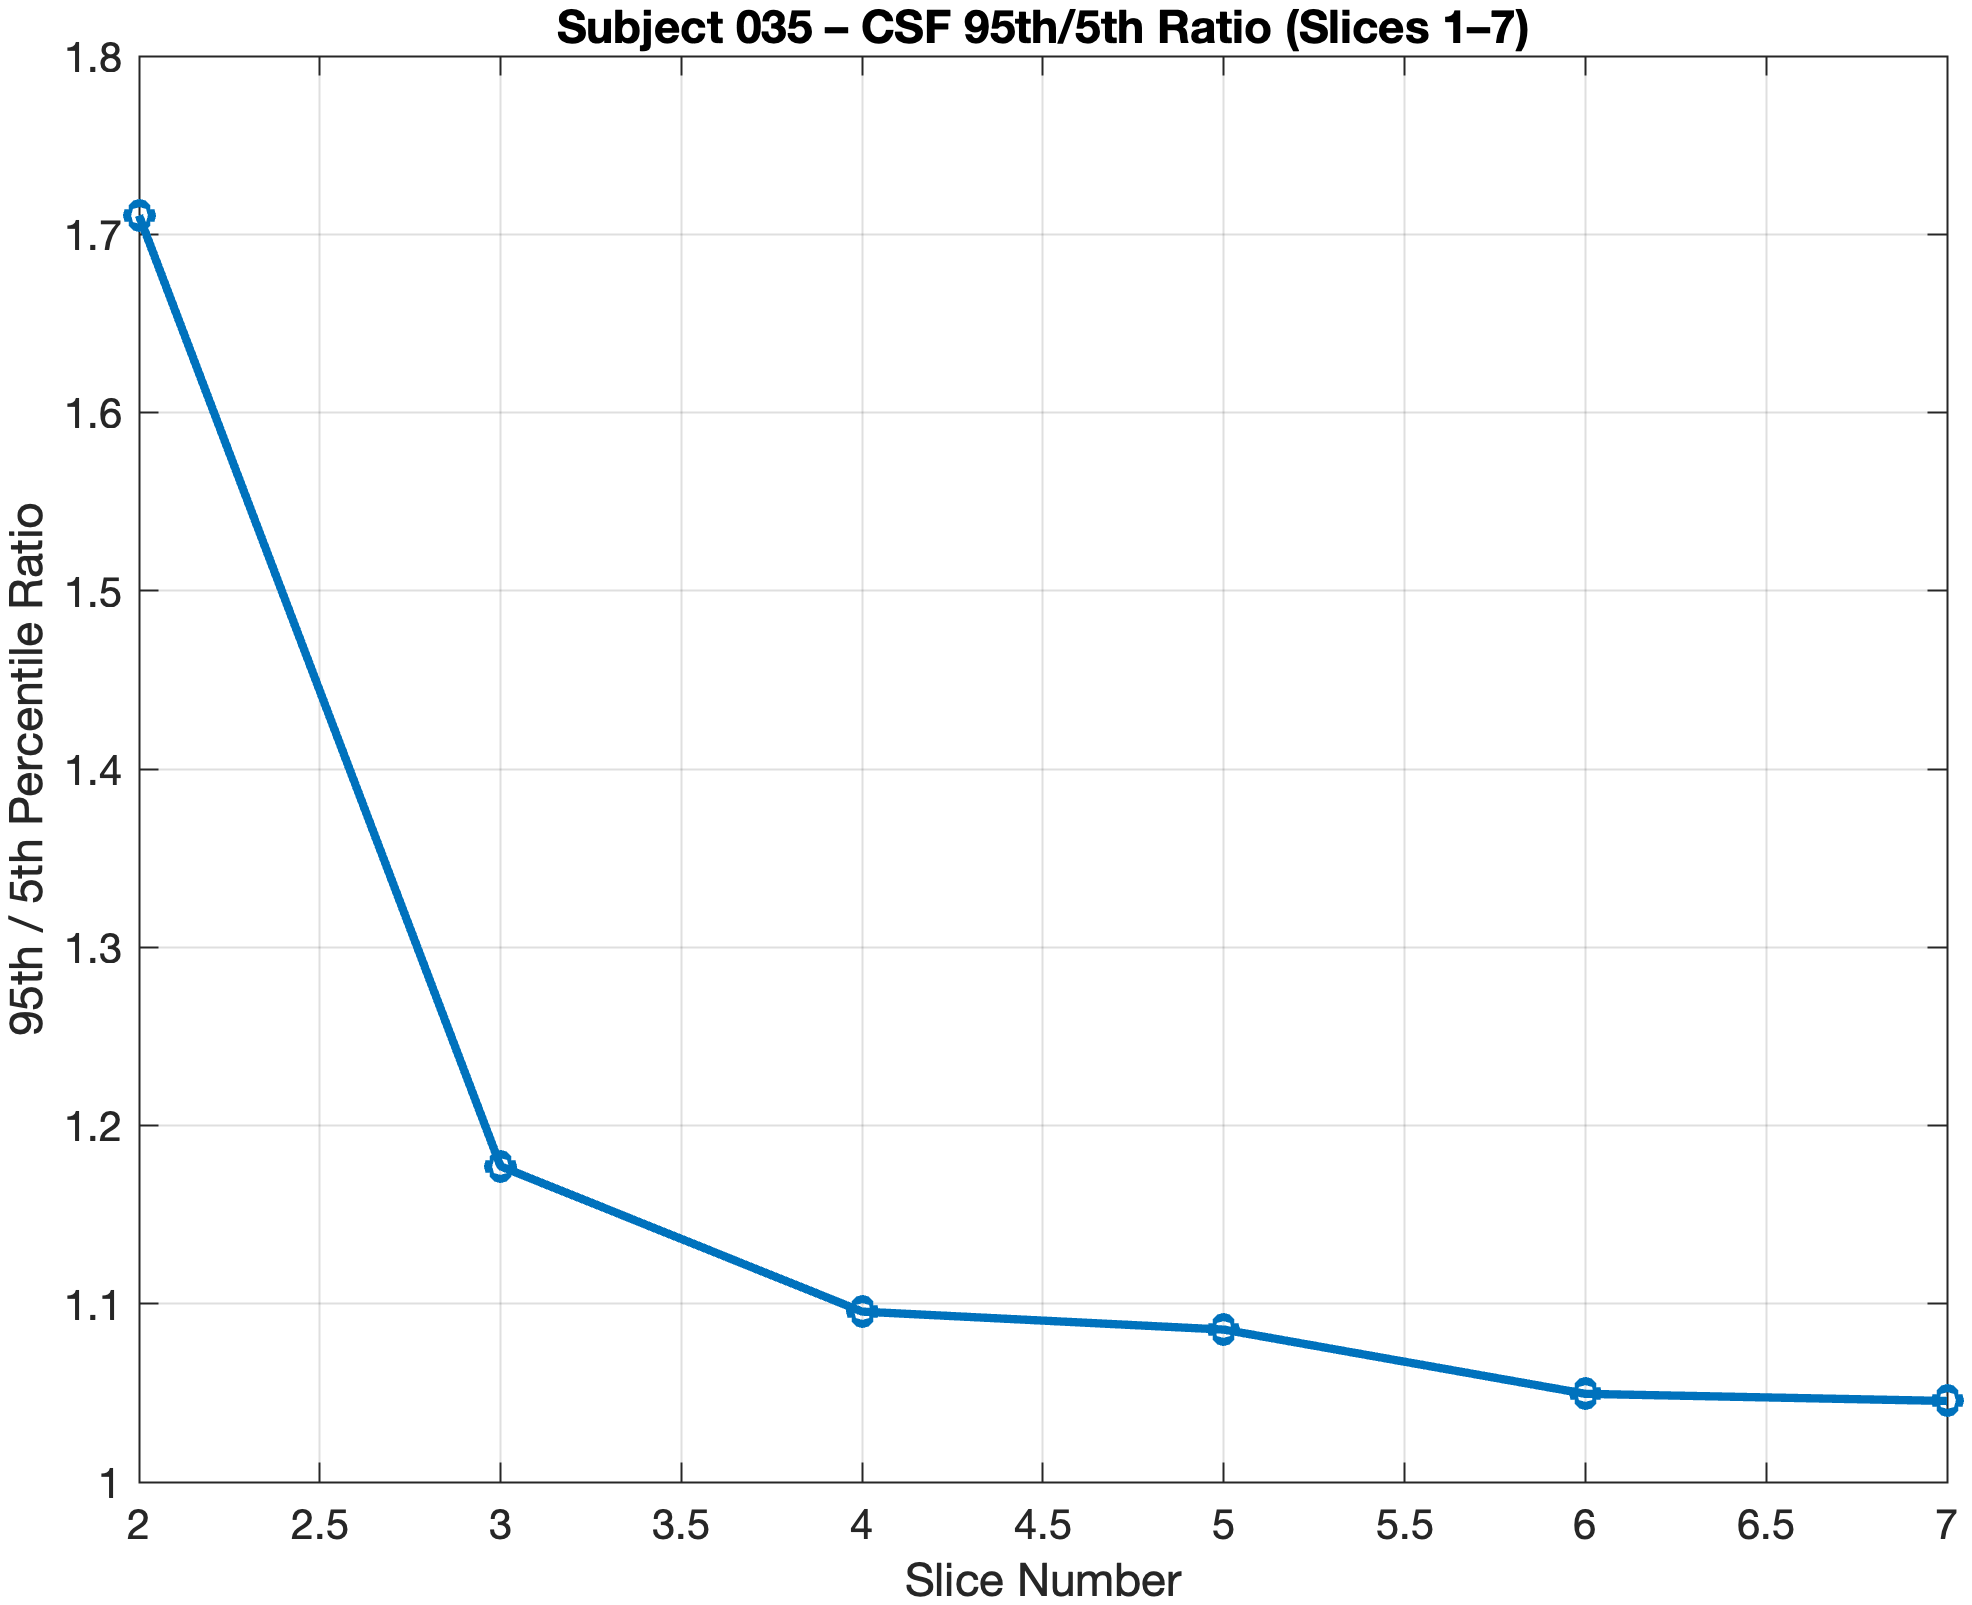 Subject 035 – CSF 95th/5th Ratio (Slices 1–7)
1.8
1.7
1.6
1.5
1.4
1.3
1.2
1.1
1
95th / 5th Percentile Ratio
2 2.5 3 3.5 4 4.5 5 5.5 6 6.5 7
Slice Number